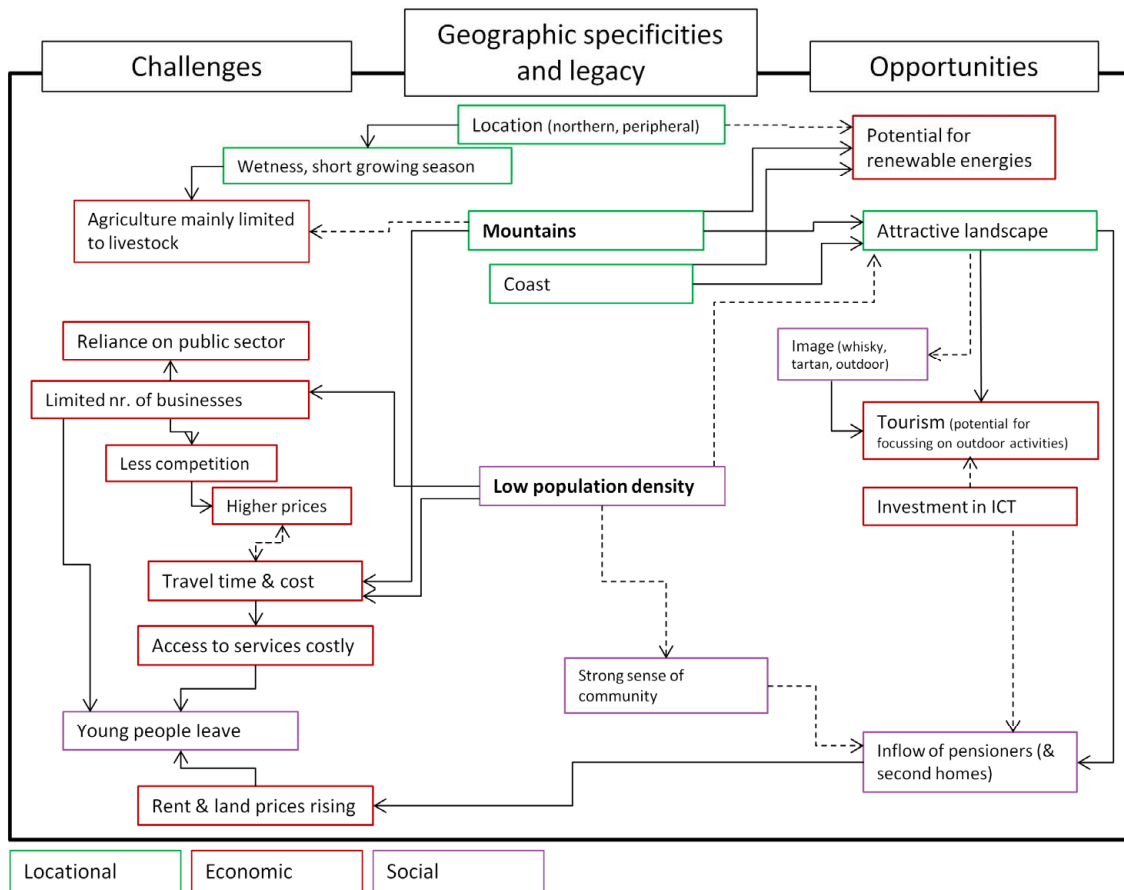 Challenges
Geographic specificities
and legacy
Opportunities
Location (northern, peripheral)
Potential for
renewable energies
Wetness, short growing season
Agriculture mainly limited
to livestock
Mountains
Attractive landscape
Coast
Reliance on public sector
Image (whisky,
tartan, outdoor)
Limited nr. of businesses
Tourism (potential for
focussing on outdoor activities)
Less competition
Low population density
Higher prices
Investment in ICT
Travel time & cost
Access to services costly
Strong sense of
community
Young people leave
Inflow of pensioners (&
second homes)
Rent & land prices rising
Locational
Economic
Social